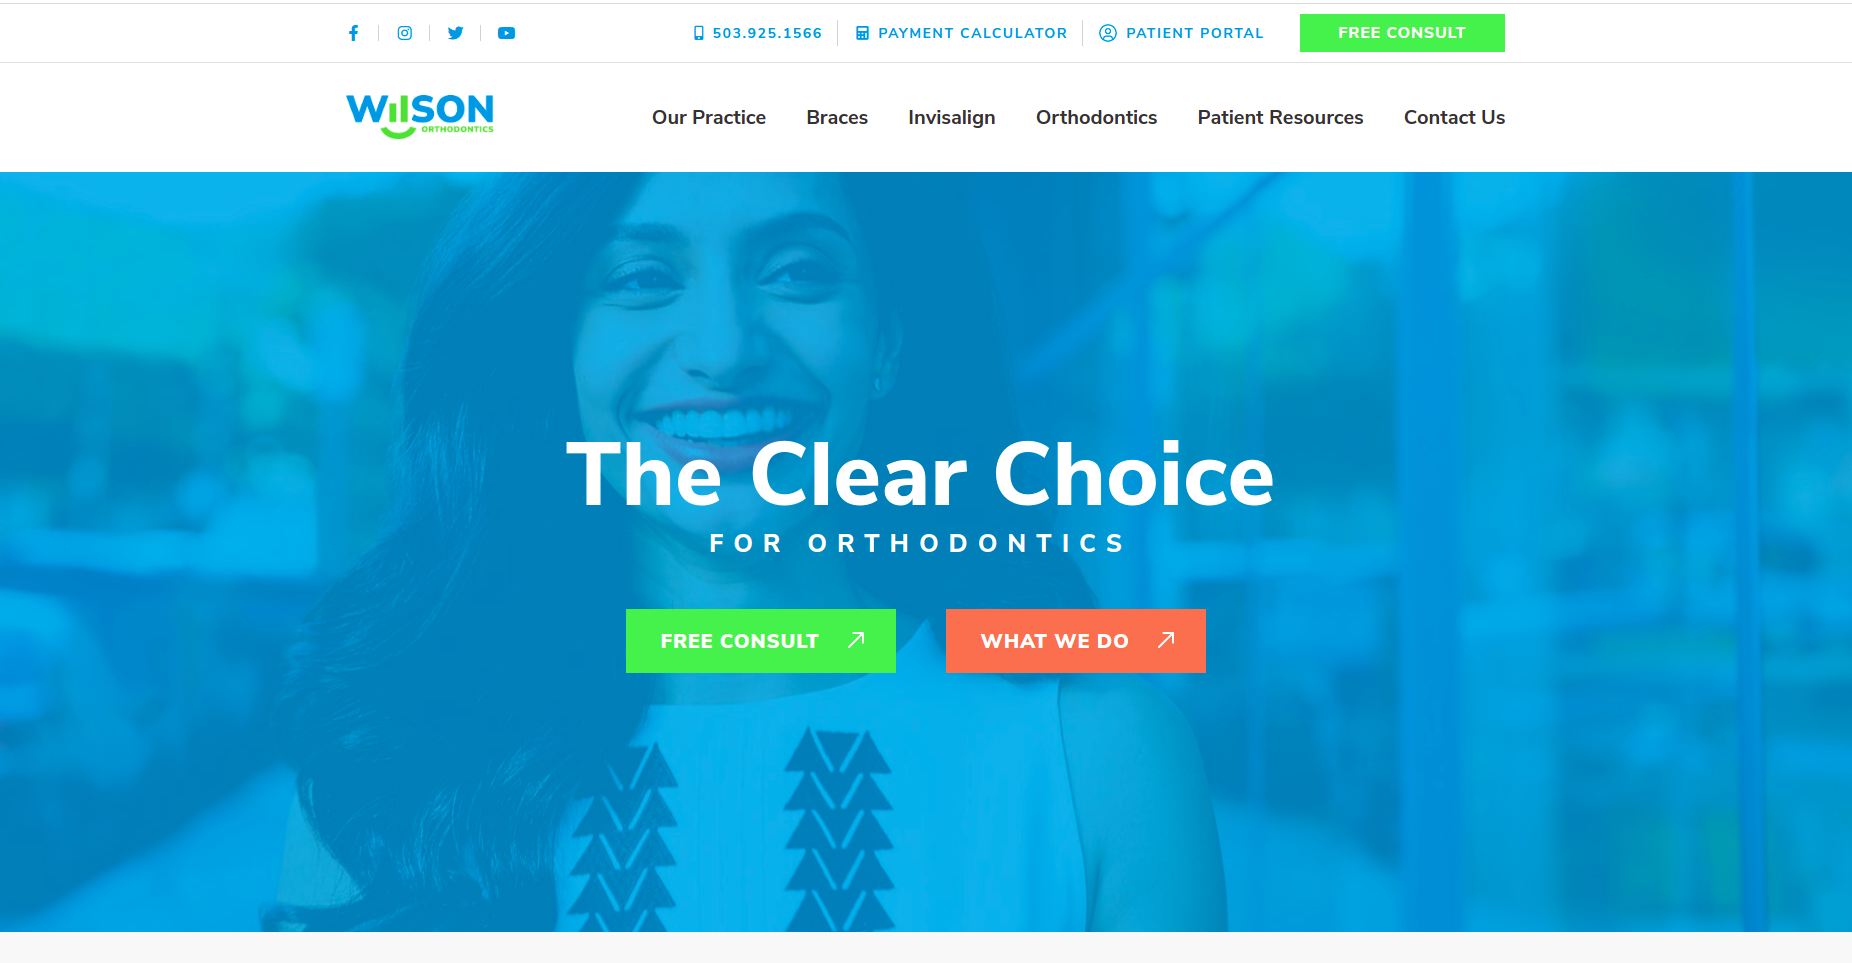 503.925.1566
PAYMENT CALCULATOR
PATIENT PORTAL
FREE CONSULT
WilSON
ORTHODONTICS
Our Practice
Braces
Invisalign
Orthodontics
Patient Resources
Contact Us
The Clear Choice
FOR ORTHODONTICS
FREE CONSULT
WHAT WE DO